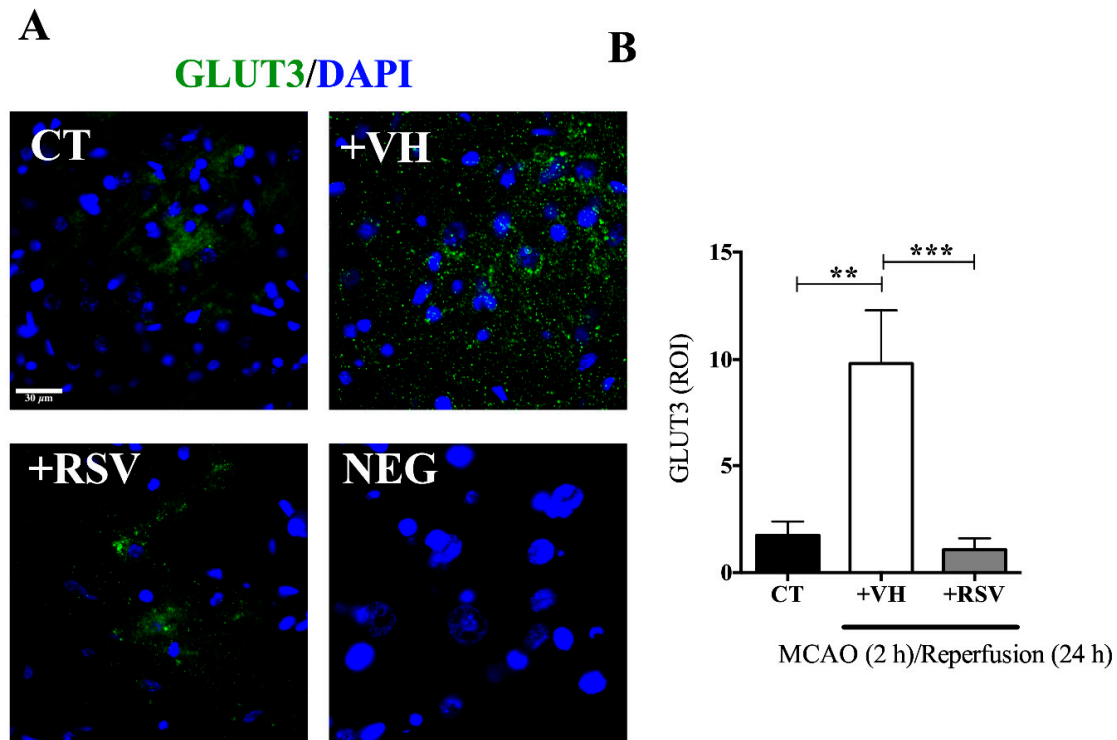 A
GLUT3/DAPI
CT
+VH
30 µm
+RSV
NEG
B
15
10
5
0
GLUT3 (ROI)
**
***
CT
+VH
+RSV
MCAO (2 h)/Reperfusion (24 h)